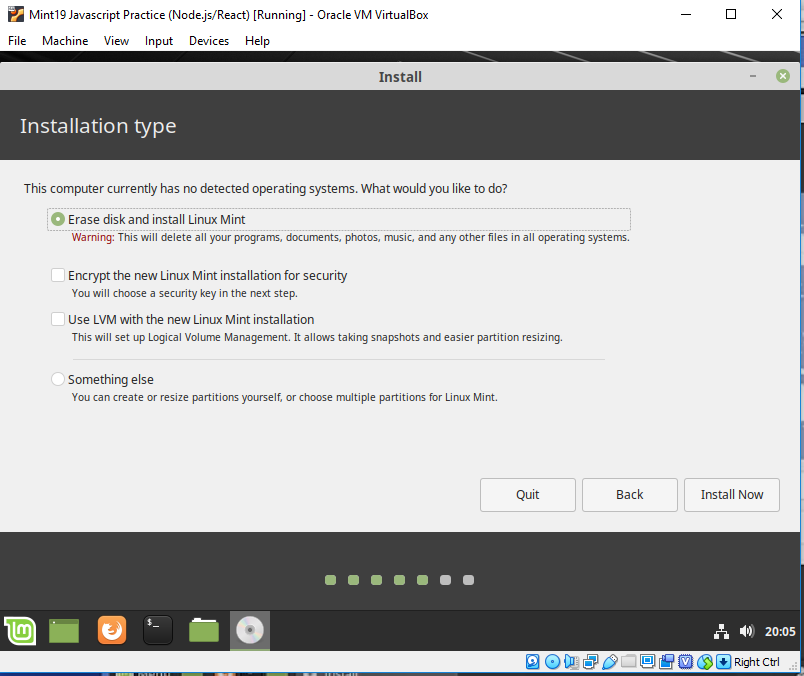 Mint19 Javascript Practice (Node.js/React) [Running] - Oracle VM VirtualBox
File Machine View Input Devices Help
Install
Installation type
This computer currently has no detected operating systems. What would you like to do?
Erase disk and install Linux Mint
Warning: This will delete all your programs, documents, photos, music, and any other files in all operating systems.
Encrypt the new Linux Mint installation for security
You will choose a security key in the next step.
Use LVM with the new Linux Mint installation
This will set up Logical Volume Management. It allows taking snapshots and easier partition resizing.
Something else
You can create or resize partitions yourself, or choose multiple partitions for Linux Mint.
Quit Back Install Now
20:05
Right Ctrl